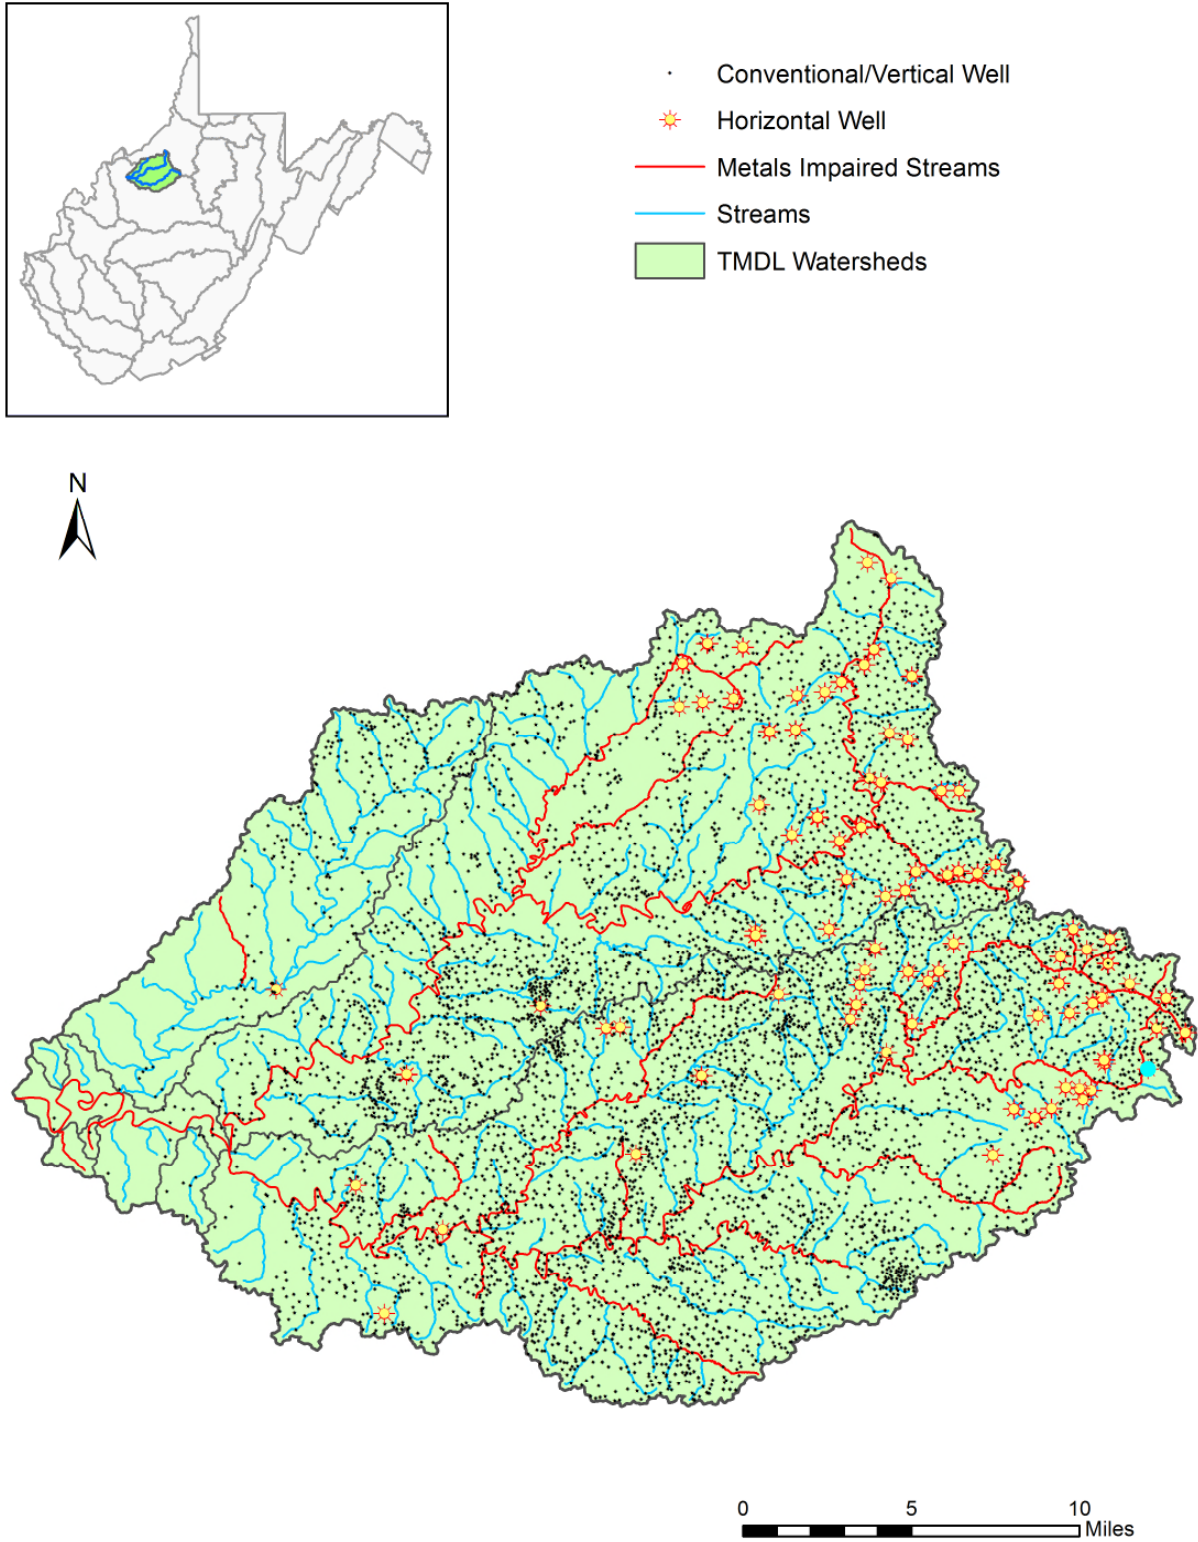 Conventional/Vertical Well
Horizontal Well
Metals Impaired Streams
Streams
TMDL Watersheds
N
0 5 10
Miles